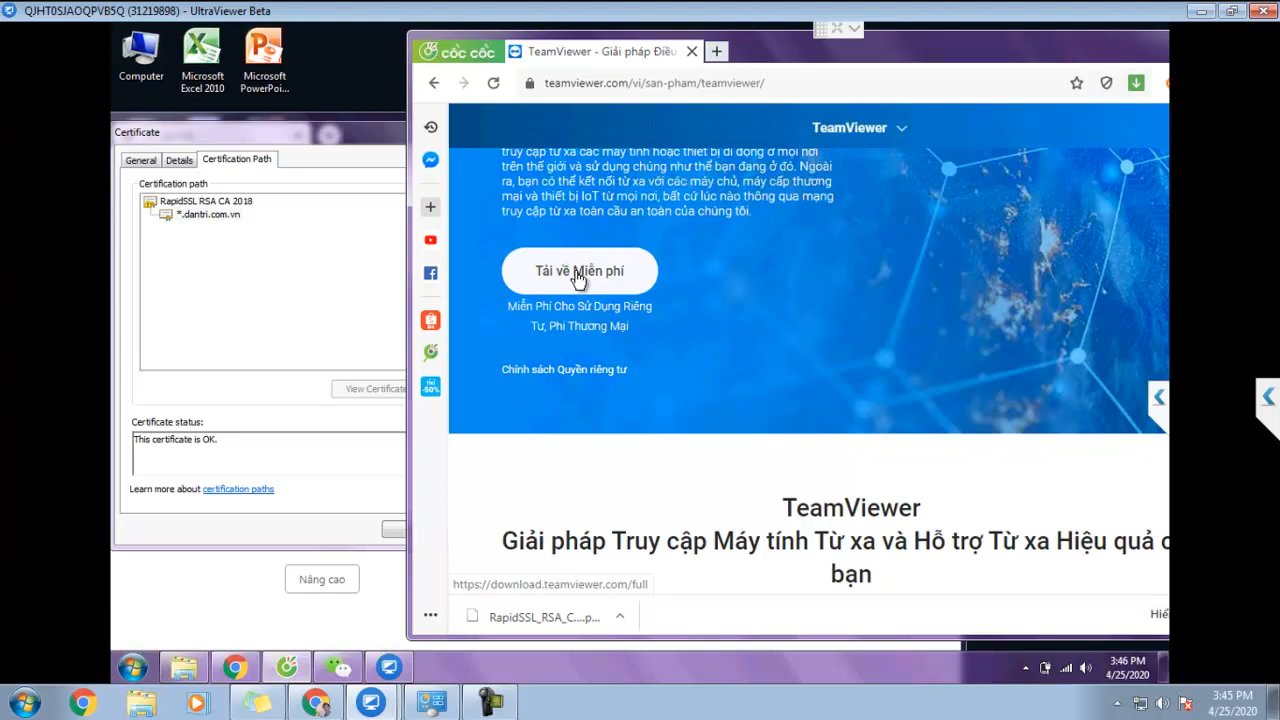 QJHT0SJAOQPVB5Q (31219898) - UltraViewer Beta
Computer
Microsoft
Excel 2010
Microsoft
PowerPoi...
cốc cốc
TeamViewer - Giải pháp Điều
teamviewer.com/vi/san-pham/teamviewer/
Certificate
General
Details
Certification Path
Certification path
RapidSSL RSA CA 2018
*.dantri.com.vn
View Certificate
Certificate status:
This certificate is OK.
Learn more about certification paths
Nâng cao
TeamViewer
truy cập từ xa các máy tính hoặc thiết bị di động ở mọi nơi
trên thế giới và sử dụng chúng như thể bạn đang ở đó. Ngoài
ra, bạn có thể kết nối từ xa với các máy chủ, máy cấp thương
mại và thiết bị IoT từ mọi nơi, bất cứ lúc nào thông qua mạng
truy cập từ xa toàn cầu an toàn của chúng tôi.
Tải về Miễn phí
Miễn Phí Cho Sử Dụng Riêng
Tư, Phi Thương Mại
Chính sách Quyền riêng tư
-50%
TeamViewer
Giải pháp Truy cập Máy tính Từ xa và Hỗ trợ Từ xa Hiệu quả c
bạn
https://download.teamviewer.com/full
RapidSSL_RSA_C....p...
Hiể
3:46 PM
4/25/2020
3:45 PM
4/25/2020